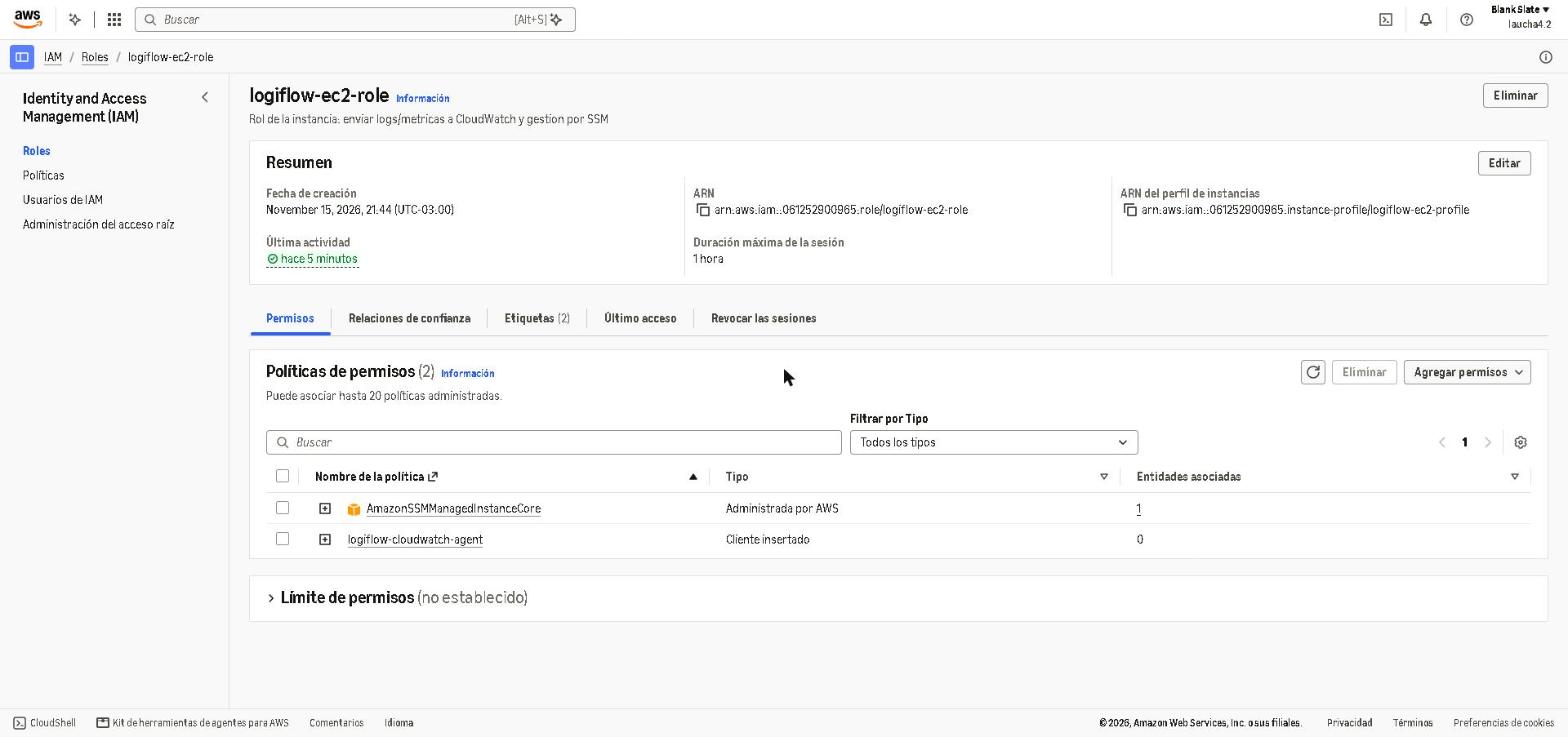 aws
Buscar [Alt+S]
Blank Slate ▼
laucha4.2
IAM / Roles / logiflow-ec2-role
Identity and Access
Management (IAM)
Roles
Políticas
Usuarios de IAM
Administración del acceso raíz
logiflow-ec2-role Información
Eliminar
Rol de la instancia: enviar logs/metricas a CloudWatch y gestion por SSM
Resumen
Editar
Fecha de creación
November 15, 2026, 21:44 (UTC-03:00)
ARN
arn:aws:iam::061252900965:role/logiflow-ec2-role
ARN del perfil de instancias
arn:aws:iam::061252900965:instance-profile/logiflow-ec2-profile
Última actividad
hace 5 minutos
Duración máxima de la sesión
1 hora
Permisos
Relaciones de confianza
Etiquetas (2)
Último acceso
Revocar las sesiones
Políticas de permisos (2) Información
Eliminar
Agregar permisos
Puede asociar hasta 20 políticas administradas.
Filtrar por Tipo
Buscar
Todos los tipos
1
Nombre de la política
Tipo
Entidades asociadas
AmazonSSMManagedInstanceCore
Administrada por AWS
1
logiflow-cloudwatch-agent
Cliente insertado
0
Límite de permisos (no establecido)
CloudShell
Kit de herramientas de agentes para AWS
Comentarios
Idioma
© 2026, Amazon Web Services, Inc. o sus filiales.
Privacidad
Términos
Preferencias de cookies